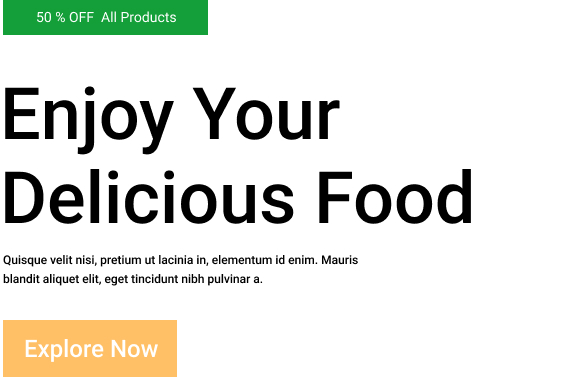 50 % OFF  All Products
Enjoy Your
Delicious Food
Quisque velit nisi, pretium ut lacinia in, elementum id enim. Mauris
blandit aliquet elit, eget tincidunt nibh pulvinar a.
Explore Now